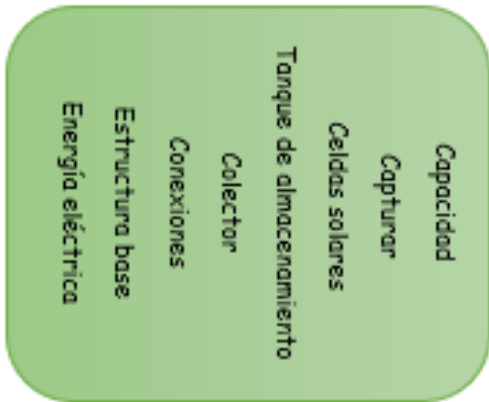 Capacidad
Capturar
Celdas solares
Tanque de almacenamiento
Colector
Conexiones
Estructura base
Energía eléctrica